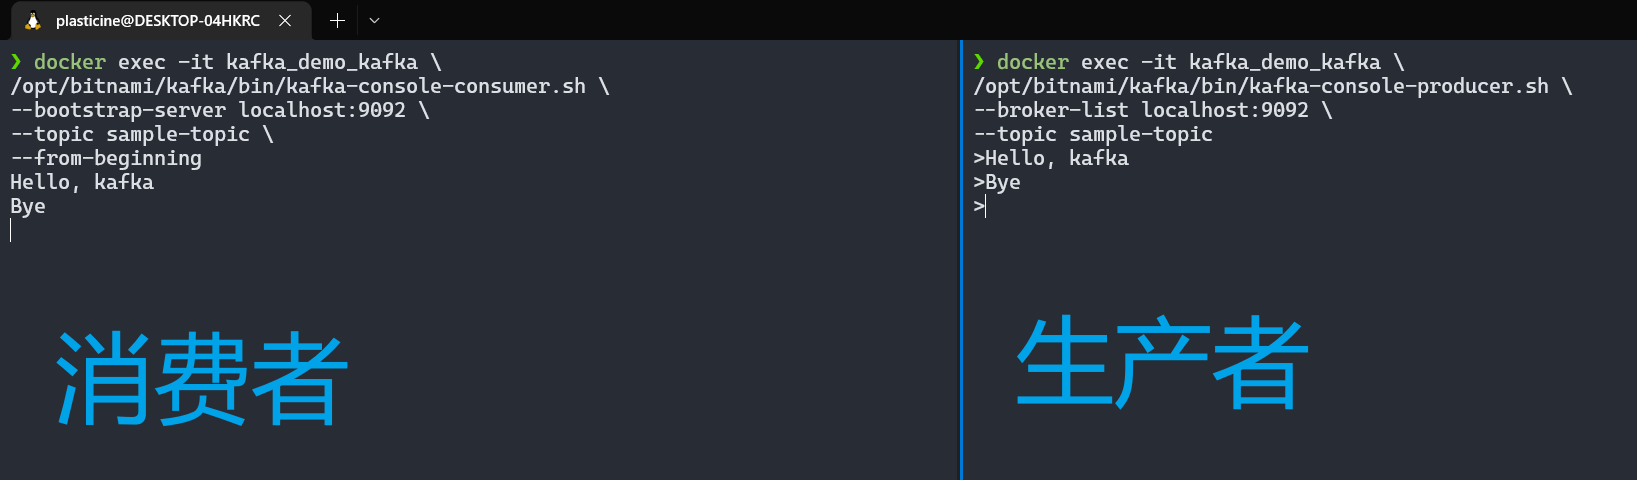 plasticine@DESKTOP-04HKRC
❯ docker exec -it kafka_demo_kafka \
/opt/bitnami/kafka/bin/kafka-console-consumer.sh \
--bootstrap-server localhost:9092 \
--topic sample-topic \
--from-beginning
Hello, kafka
Bye
消费者
❯ docker exec -it kafka_demo_kafka \
/opt/bitnami/kafka/bin/kafka-console-producer.sh \
--broker-list localhost:9092 \
--topic sample-topic
>Hello, kafka
>Bye
>
生产者